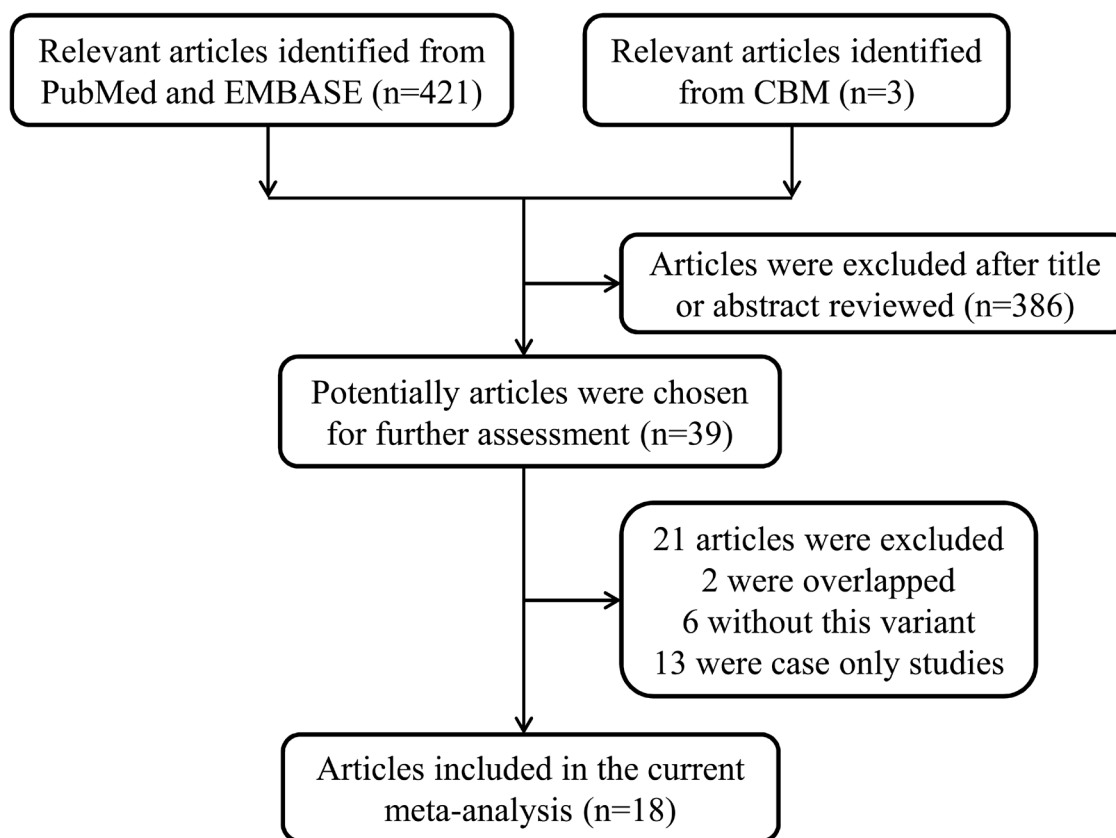 Relevant articles identified from
PubMed and EMBASE (n=421)
Relevant articles identified
from CBM (n=3)
Articles were excluded after title
or abstract reviewed (n=386)
Potentially articles were chosen
for further assessment (n=39)
21 articles were excluded
2 were overlapped
6 without this variant
13 were case only studies
Articles included in the current
meta-analysis (n=18)